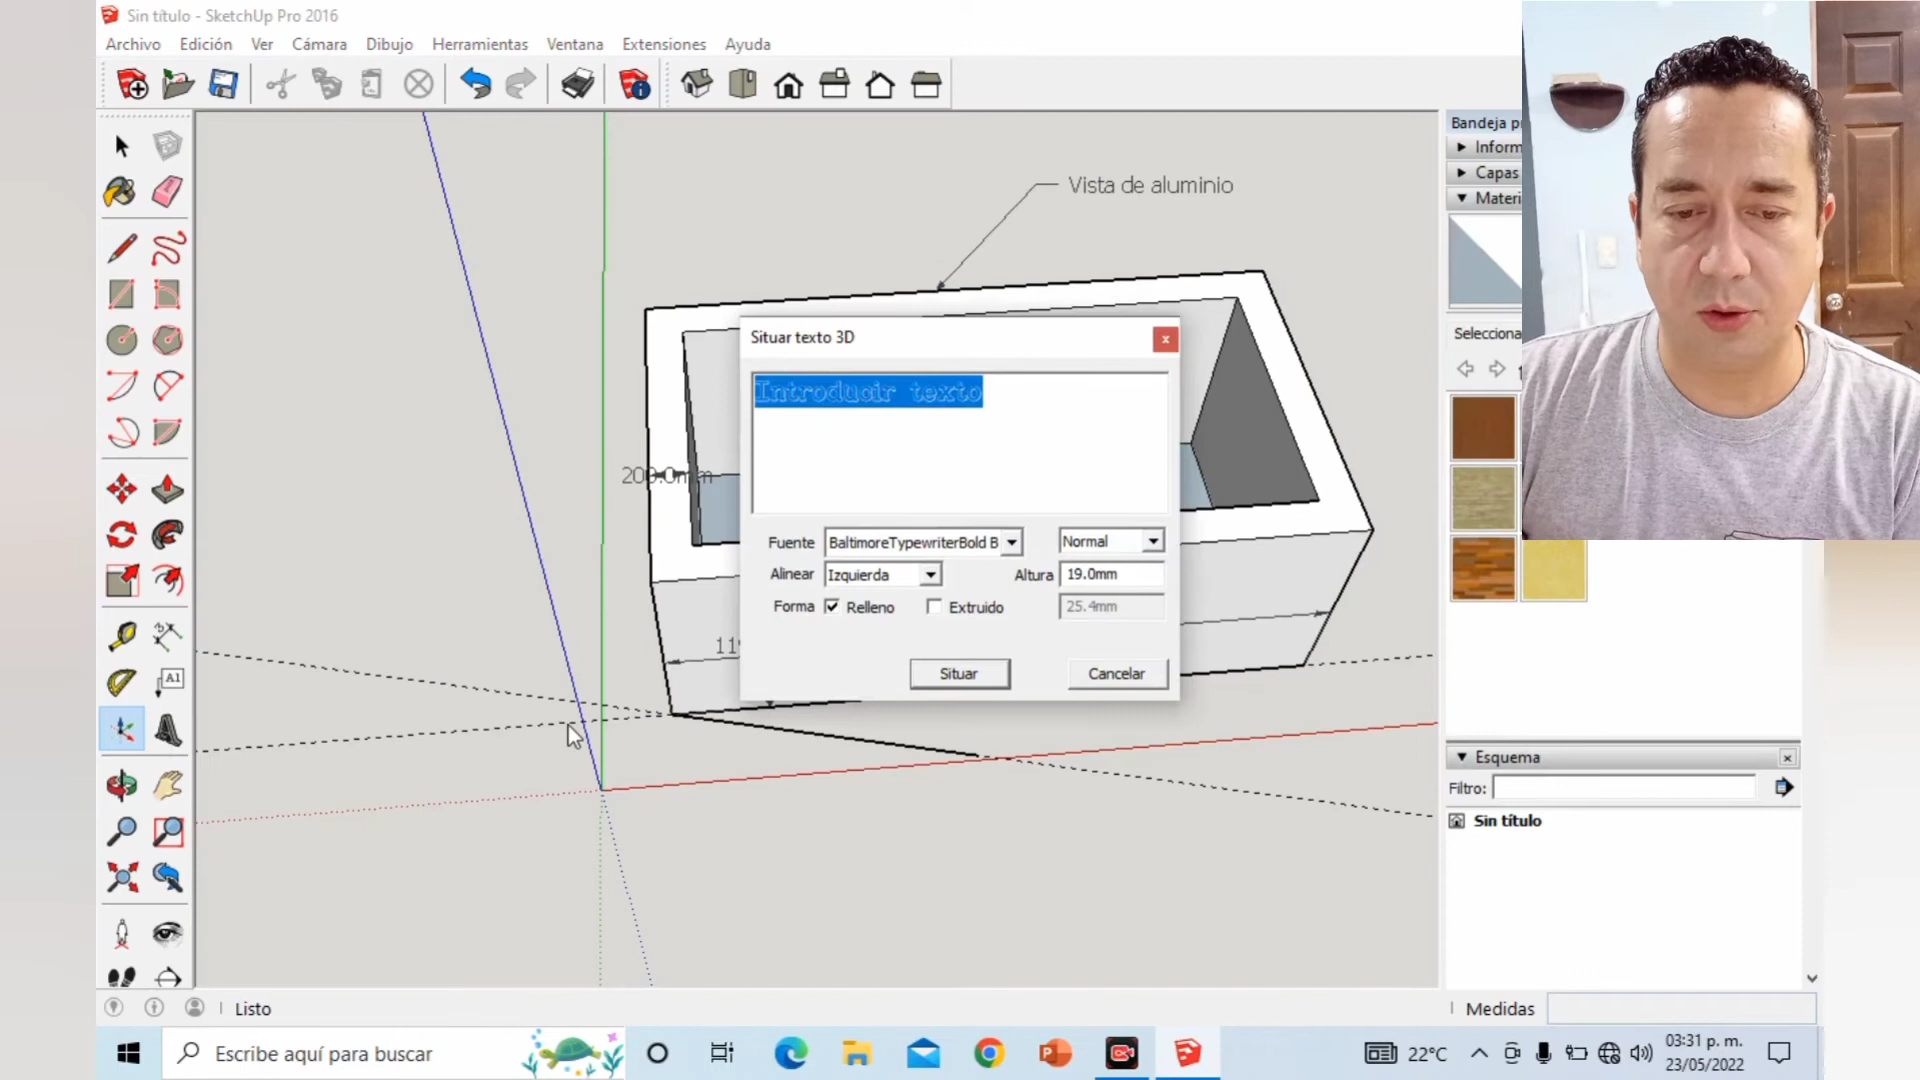 Sin título - SketchUp Pro 2016
Archivo Edición Ver Cámara Dibujo Herramientas Ventana Extensiones Ayuda
Bandeja
Inform
Capas
Materi
Selecciona
Vista de aluminio
200.0mm
Situar texto 3D
Introducir texto
Fuente BaltimoreTypewriterBold B Normal
Alinear Izquierda Altura 19.0mm
Forma Relleno Extruido 25.4mm
Situar Cancelar
A1
Esquema
Filtro:
Sin título
Listo
Medidas
Escribe aquí para buscar
22°C
03:31 p. m.
23/05/2022